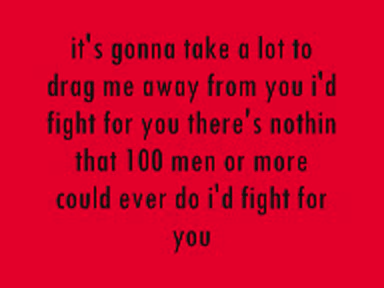 it's gonna take a lot to
drag me away from you i'd
fight for you there's nothin
that 100 men or more
could ever do i'd fight for
you